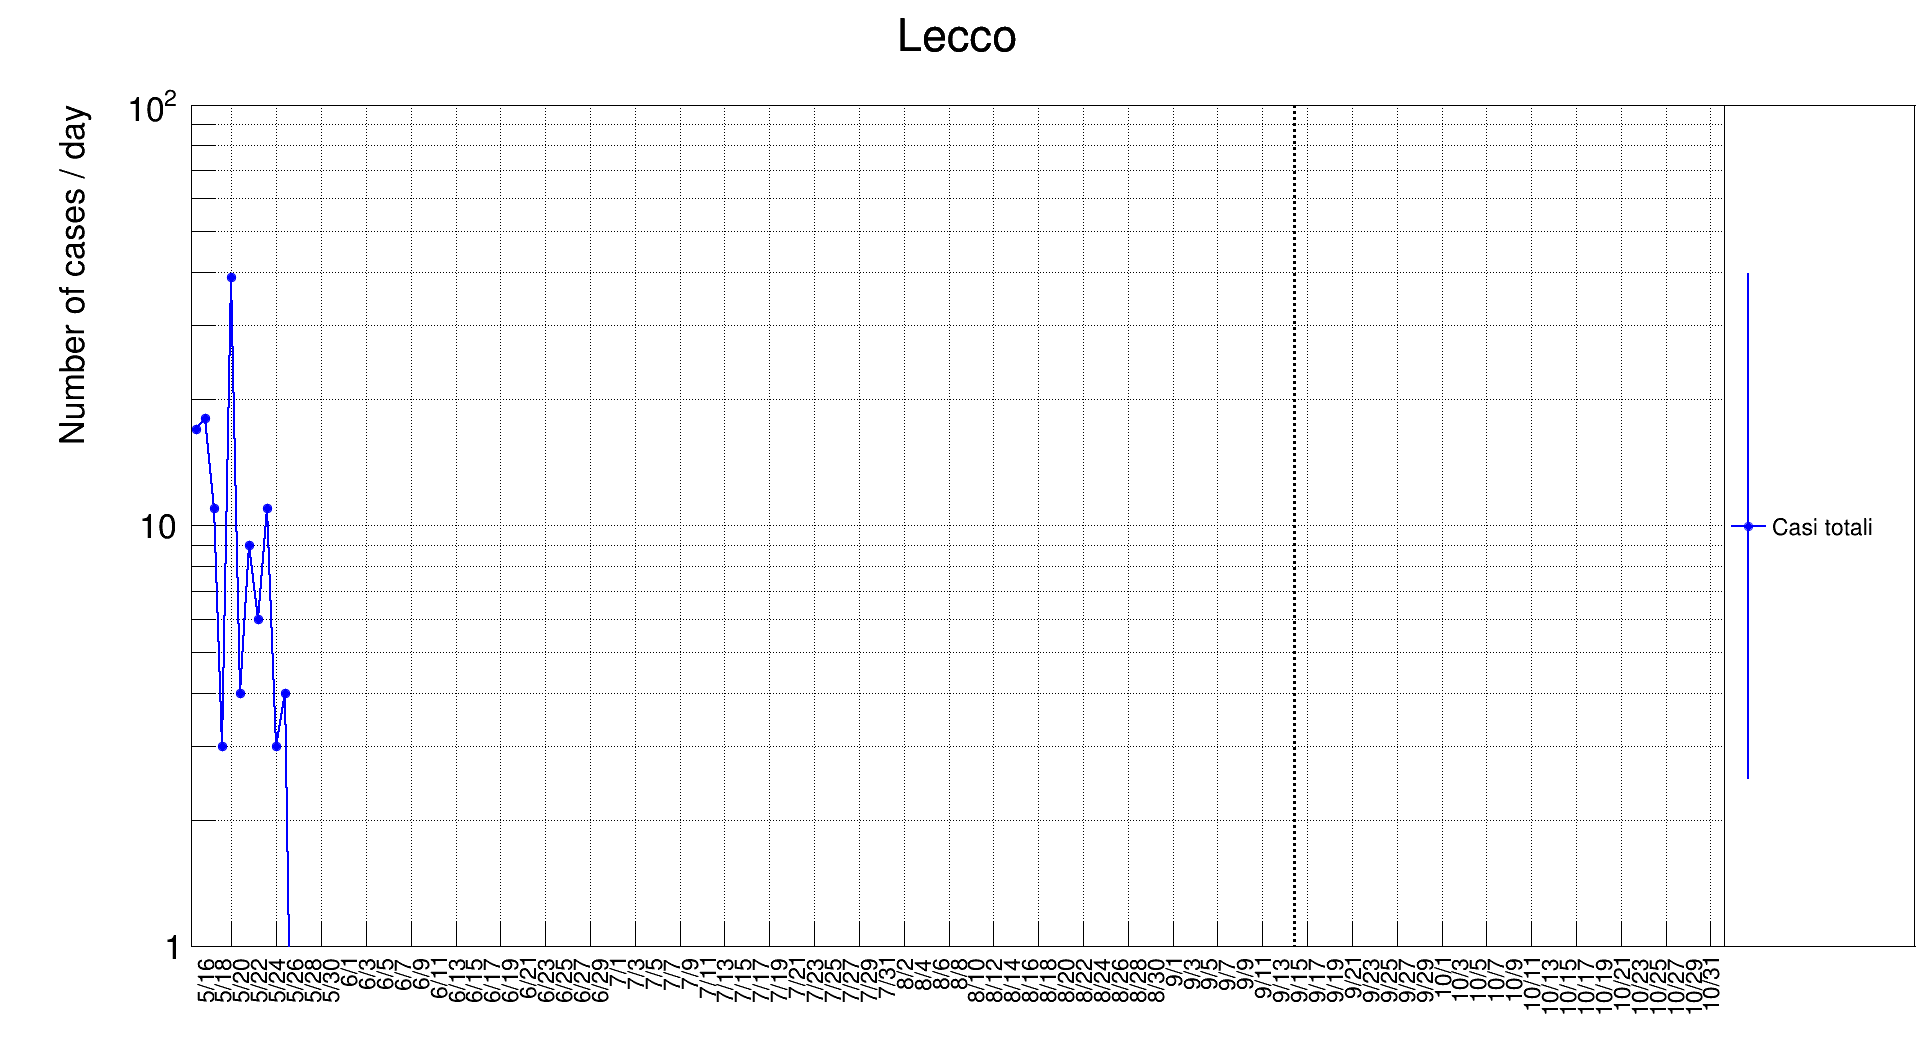 Lecco
Number of cases / day
10²
10
1
5/16 5/18 5/20 5/22 5/24 5/26 5/28 5/30 6/1 6/3 6/5 6/7 6/9 6/11 6/13 6/15 6/17 6/19 6/21 6/23 6/25 6/27 6/29 7/1 7/3 7/5 7/7 7/9 7/11 7/13 7/15 7/17 7/19 7/21 7/23 7/25 7/27 7/29 7/31 8/2 8/4 8/6 8/8 8/10 8/12 8/14 8/16 8/18 8/20 8/22 8/24 8/26 8/28 8/30 9/1 9/3 9/5 9/7 9/9 9/11 9/13 9/15 9/17 9/19 9/21 9/23 9/25 9/27 9/29 10/1 10/3 10/5 10/7 10/9 10/11 10/13 10/15 10/17 10/19 10/21 10/23 10/25 10/27 10/29 10/31
Casi totali